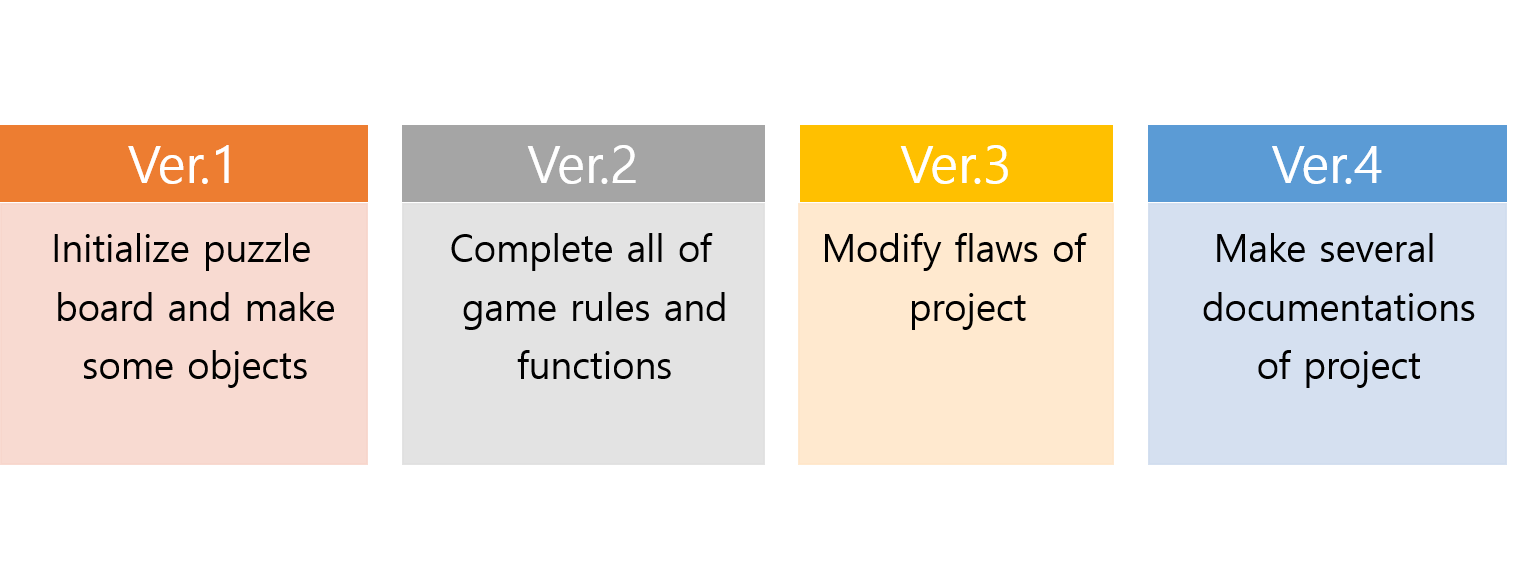 Ver.1
Initialize puzzle
board and make
some objects
Ver.2
Complete all of
game rules and
functions
Ver.3
Modify flaws of
project
Ver.4
Make several
documentations
of project